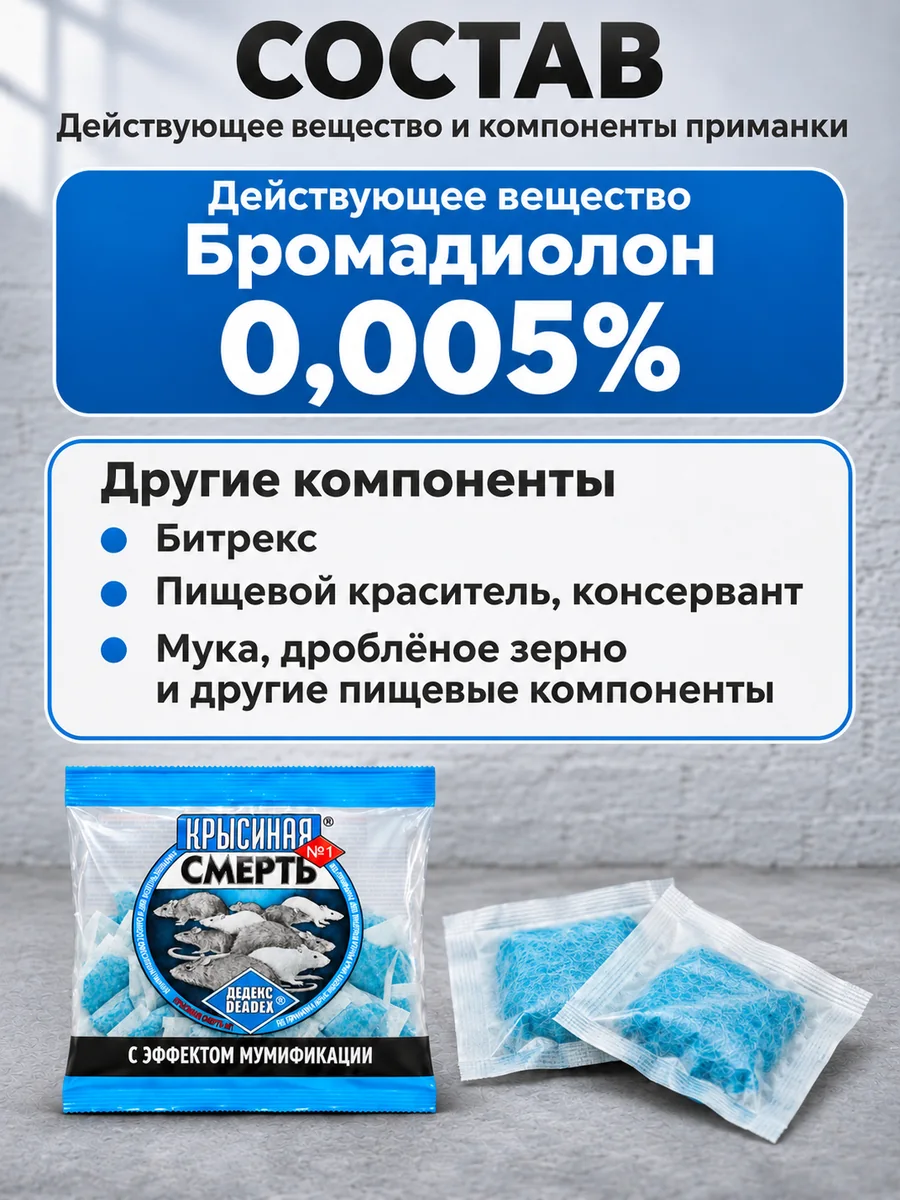 СОСТАВ
Действующее вещество и компоненты приманки
Действующее вещество
Бромадиолон
0,005%
Другие компоненты
Битрекс
Пищевой краситель, консервант
Мука, дроблёное зерно
и другие пищевые компоненты
КРЫСИНАЯ®
СМЕРТЬ
№1
ДЕДЕКС
DEADEX®
С ЭФФЕКТОМ МУМИФИКАЦИИ